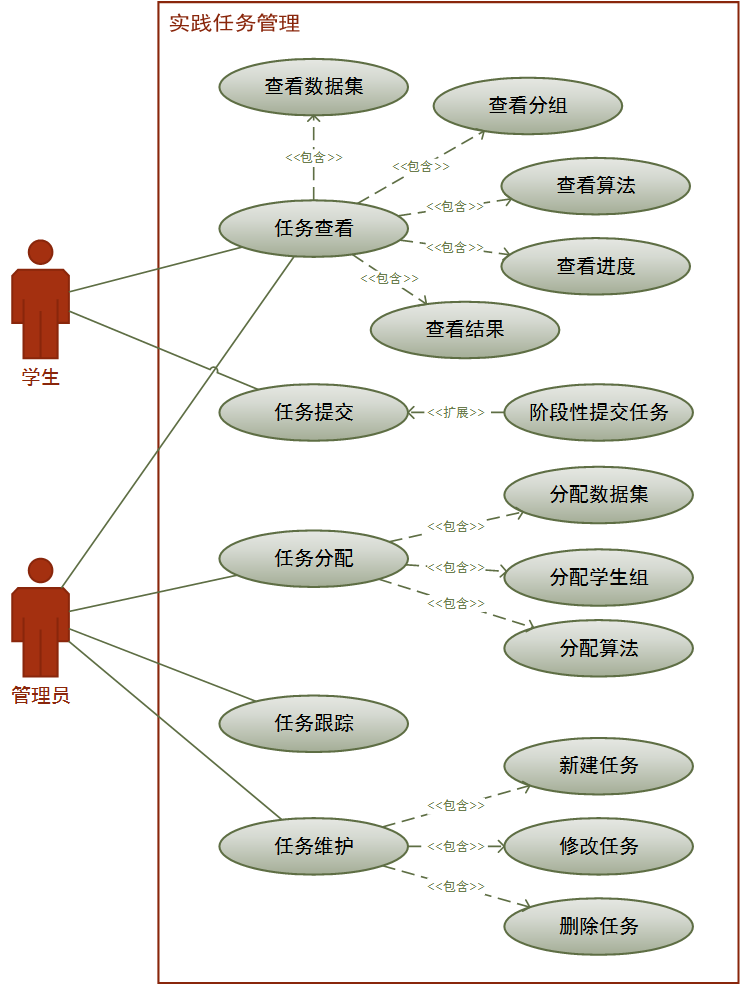 实践任务管理
查看数据集
查看分组
<<包含>>
<<包含>>
查看算法
<<包含>>
任务查看
<<包含>>
查看进度
<<包含>>
查看结果
学生
任务提交
<<扩展>>
阶段性提交任务
分配数据集
<<包含>>
任务分配
<<包含>>
分配学生组
<<包含>>
分配算法
管理员
任务跟踪
新建任务
<<包含>>
任务维护
<<包含>>
修改任务
<<包含>>
删除任务